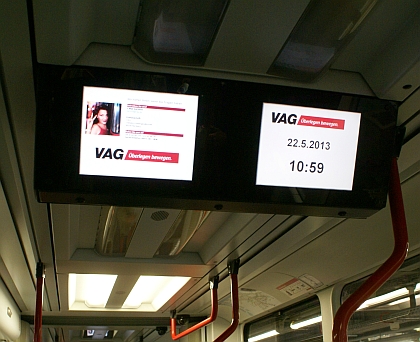 VAG Überlegen bewegen.
VAG Überlegen bewegen.
22.5.2013
10:59